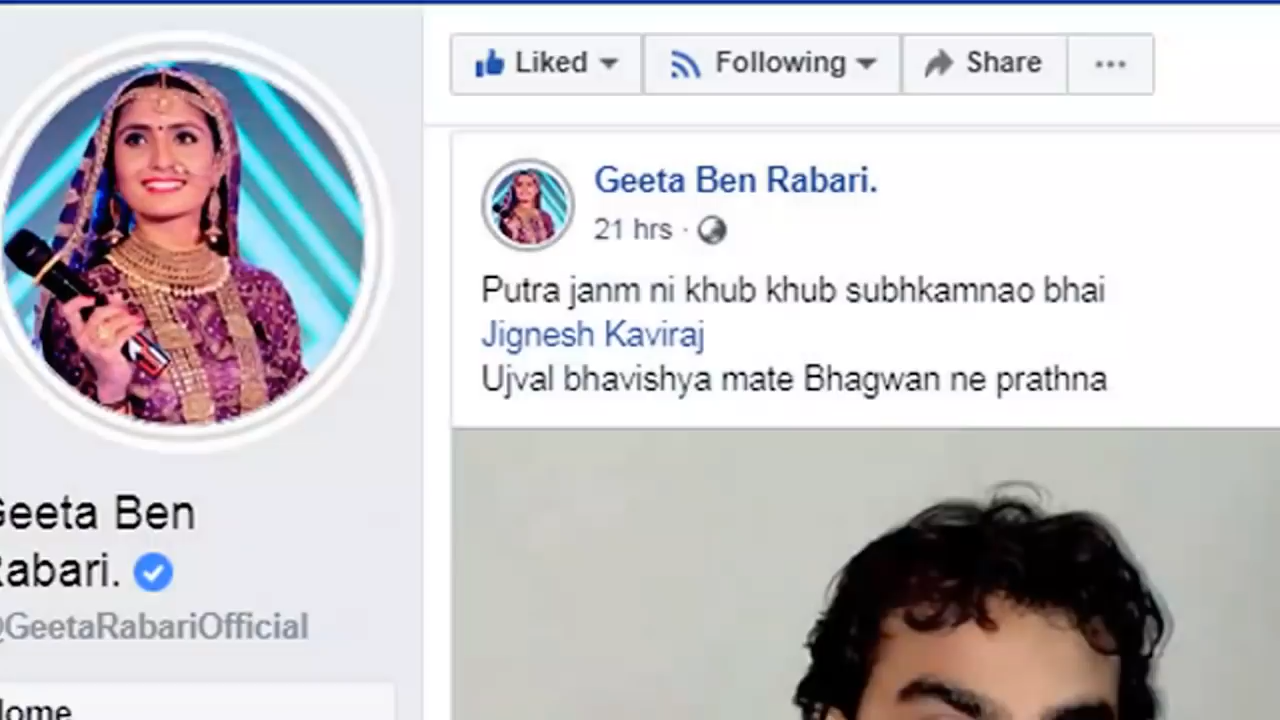 Liked
Following
Share
Geeta Ben Rabari.
21 hrs ·
Putra janm ni khub khub subhkamnao bhai
Jignesh Kaviraj
Ujval bhavishya mate Bhagwan ne prathna
Geeta Ben
Rabari.
@GeetaRabariOfficial
Home